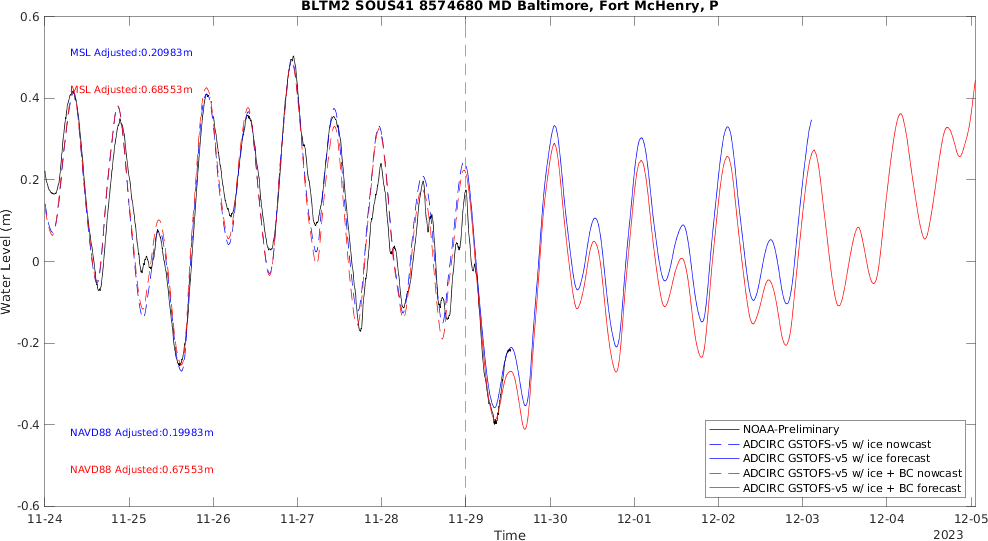 BLTM2 SOUS41 8574680 MD Baltimore, Fort McHenry, P
0.6
0.4
0.2
0
-0.2
-0.4
-0.6
Water Level (m)
MSL Adjusted:0.20983m
MSL Adjusted:0.68553m
NAVD88 Adjusted:0.19983m
NAVD88 Adjusted:0.67553m
NOAA-Preliminary
ADCIRC GSTOFS-v5 w/ ice nowcast
ADCIRC GSTOFS-v5 w/ ice forecast
ADCIRC GSTOFS-v5 w/ ice + BC nowcast
ADCIRC GSTOFS-v5 w/ ice + BC forecast
11-24 11-25 11-26 11-27 11-28 11-29 11-30 12-01 12-02 12-03 12-04 12-05
Time
2023